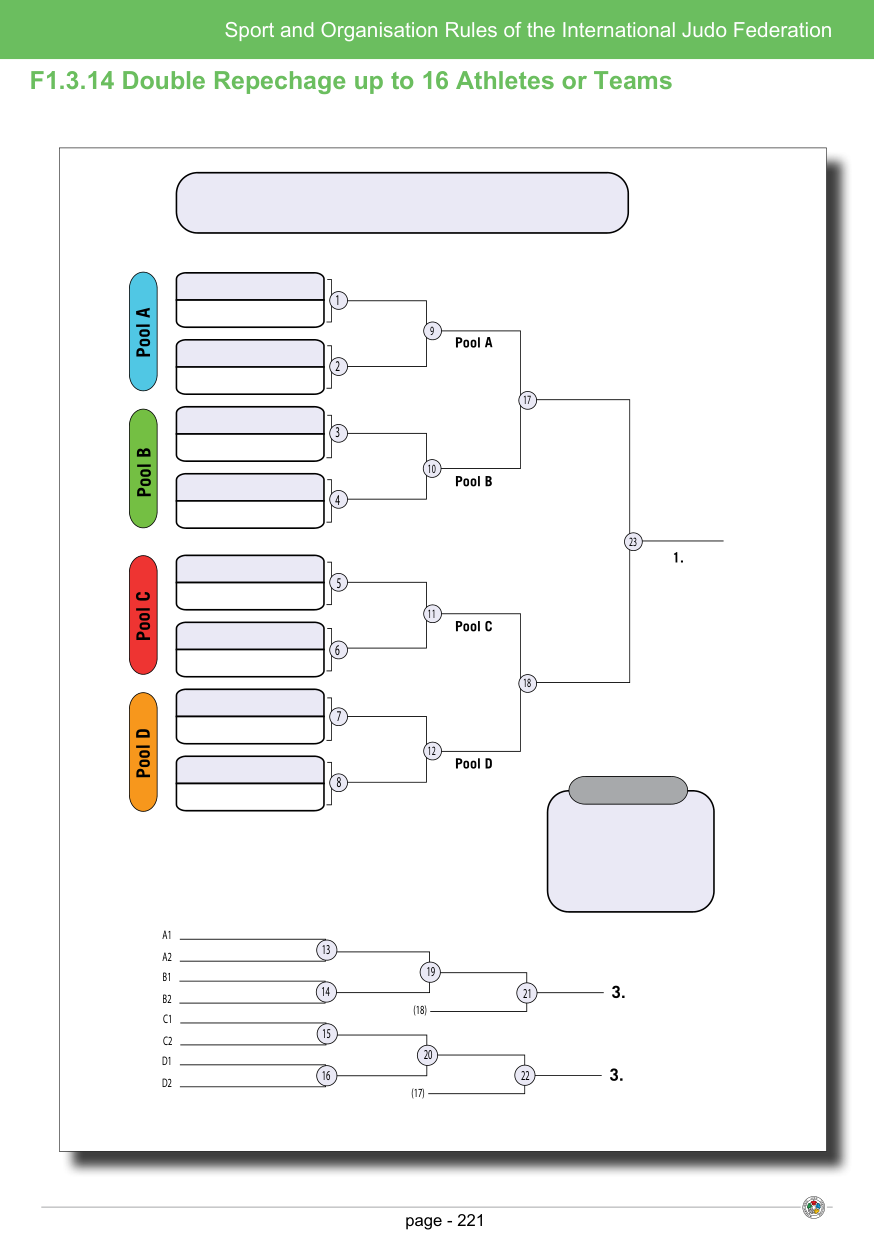 Sport and Organisation Rules of the International Judo Federation
F1.3.14 Double Repechage up to 16 Athletes or Teams
Pool A
1
9
Pool A
2
17
Pool B
3
10
Pool B
4
23
1.
Pool C
5
11
Pool C
6
18
Pool D
7
12
Pool D
8
A1
13
A2
19
B1
14
21
3.
B2
(18)
C1
15
C2
20
D1
16
22
3.
D2
(17)
page - 221